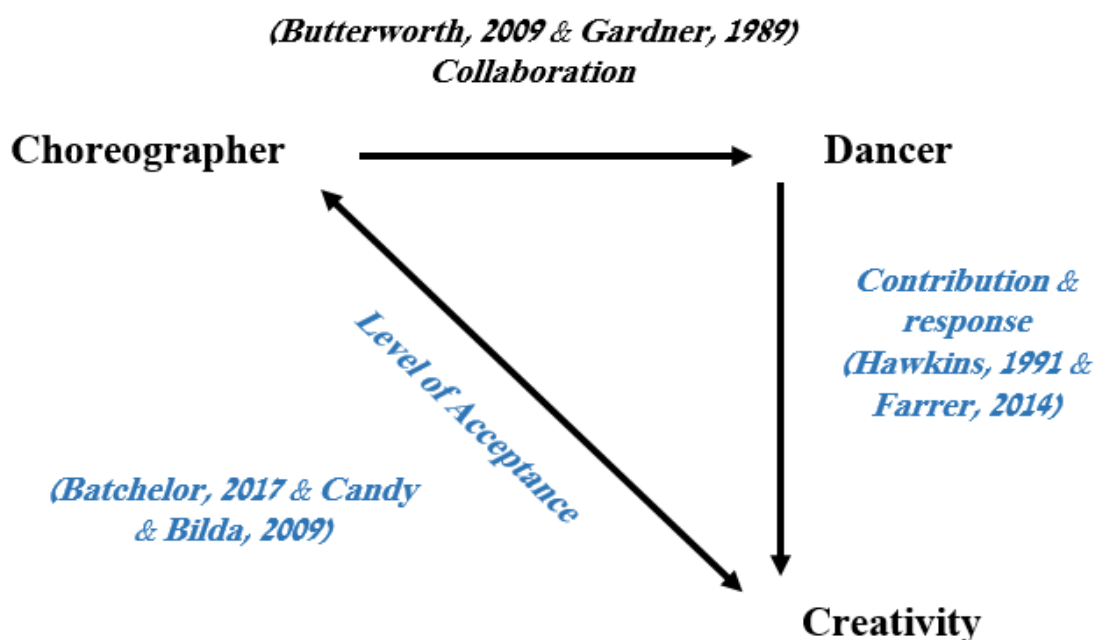 (Butterworth, 2009 & Gardner, 1989)
Collaboration
Choreographer
Dancer
Contribution &
response
(Hawkins, 1991 &
Farrer, 2014)
Level of Acceptance
(Batchelor, 2017 & Candy
& Bilda, 2009)
Creativity